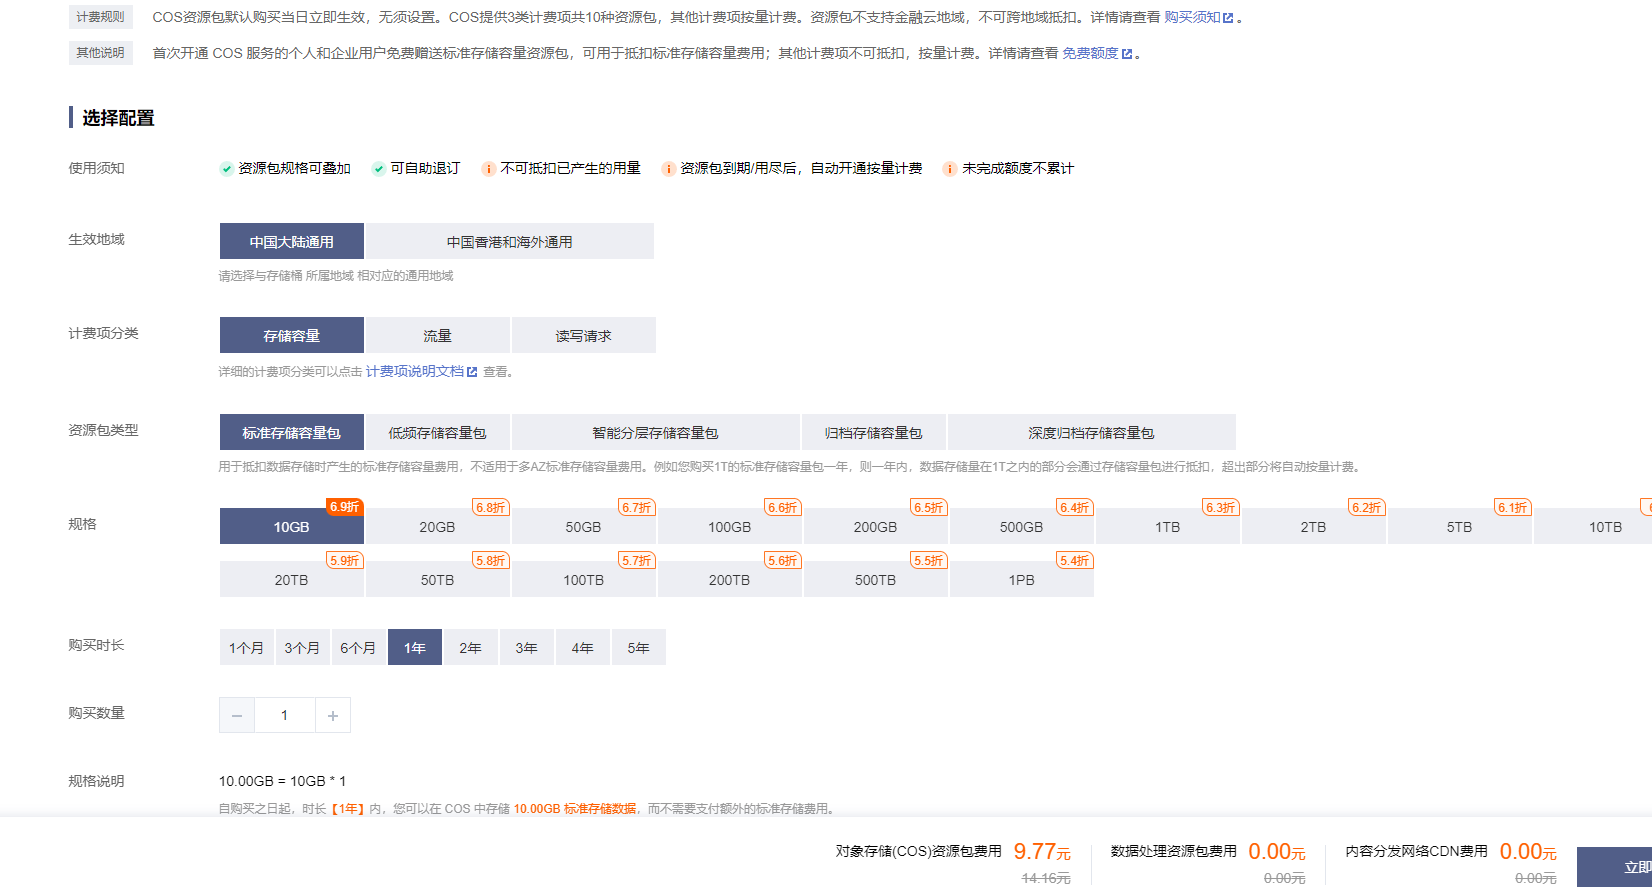 计费规则 COS资源包默认购买当日立即生效，无须设置。COS提供3类计费项共10种资源包，其他计费项按量计费。资源包不支持金融云地域，不可跨地域抵扣。详情请查看 购买须知。
其他说明 首次开通 COS 服务的个人和企业用户免费赠送标准存储容量资源包，可用于抵扣标准存储容量费用；其他计费项不可抵扣，按量计费。详情请查看 免费额度。
选择配置
使用须知 资源包规格可叠加 可自助退订 不可抵扣已产生的用量 资源包到期/用尽后，自动开通按量计费 未完成额度不累计
生效地域 中国大陆通用 中国香港和海外通用
请选择与存储桶 所属地域 相对应的通用地域
计费项分类 存储容量 流量 读写请求
详细的计费项分类可以点击 计费项说明文档 查看。
资源包类型 标准存储容量包 低频存储容量包 智能分层存储容量包 归档存储容量包 深度归档存储容量包
用于抵扣数据存储时产生的标准存储容量费用，不适用于多AZ标准存储容量费用。例如您购买1T的标准存储容量包一年，则一年内，数据存储量在1T之内的部分会通过存储容量包进行抵扣，超出部分将自动按量计费。
6.9折 6.8折 6.7折 6.6折 6.5折 6.4折 6.3折 6.2折 6.1折
规格 10GB 20GB 50GB 100GB 200GB 500GB 1TB 2TB 5TB 10TB
5.9折 5.8折 5.7折 5.6折 5.5折 5.4折
20TB 50TB 100TB 200TB 500TB 1PB
购买时长 1个月 3个月 6个月 1年 2年 3年 4年 5年
购买数量 － 1 +
规格说明 10.00GB = 10GB * 1
自购买之日起，时长【1年】内，您可以在 COS 中存储 10.00GB 标准存储数据，而不需要支付额外的标准存储费用。
对象存储(COS)资源包费用 9.77元 数据处理资源包费用 0.00元 内容分发网络CDN费用 0.00元
14.16元 0.00元 0.00元
立即